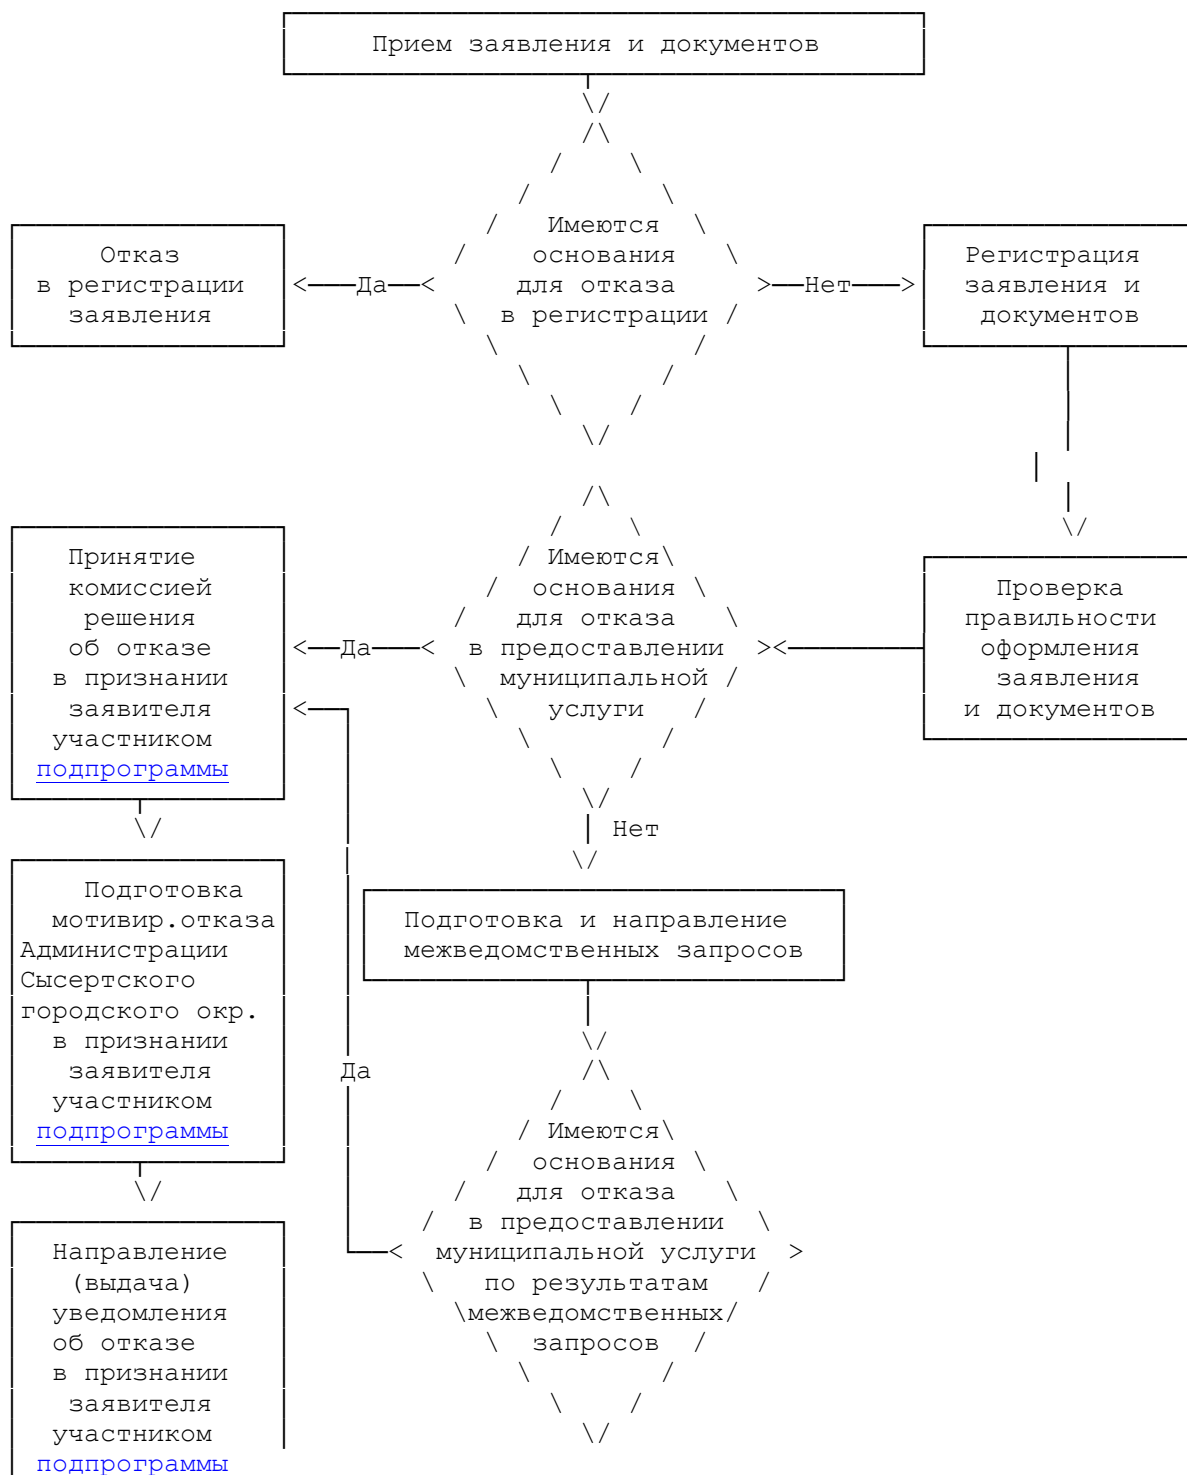 Прием заявления и документов
Имеются
основания
для отказа
в регистрации
Отказ
в регистрации
заявления
Да
Нет
Регистрация
заявления и
документов
Принятие
комиссией
решения
об отказе
в признании
заявителя
участником
подпрограммы
Да
Имеются
основания
для отказа
в предоставлении
муниципальной
услуги
Проверка
правильности
оформления
заявления
и документов
Нет
Подготовка
мотивир.отказа
Администрации
Сысертского
городского окр.
в признании
заявителя
участником
подпрограммы
Подготовка и направление
межведомственных запросов
Да
Имеются
основания
для отказа
в предоставлении
муниципальной услуги
по результатам
межведомственных
запросов
Направление
(выдача)
уведомления
об отказе
в признании
заявителя
участником
подпрограммы